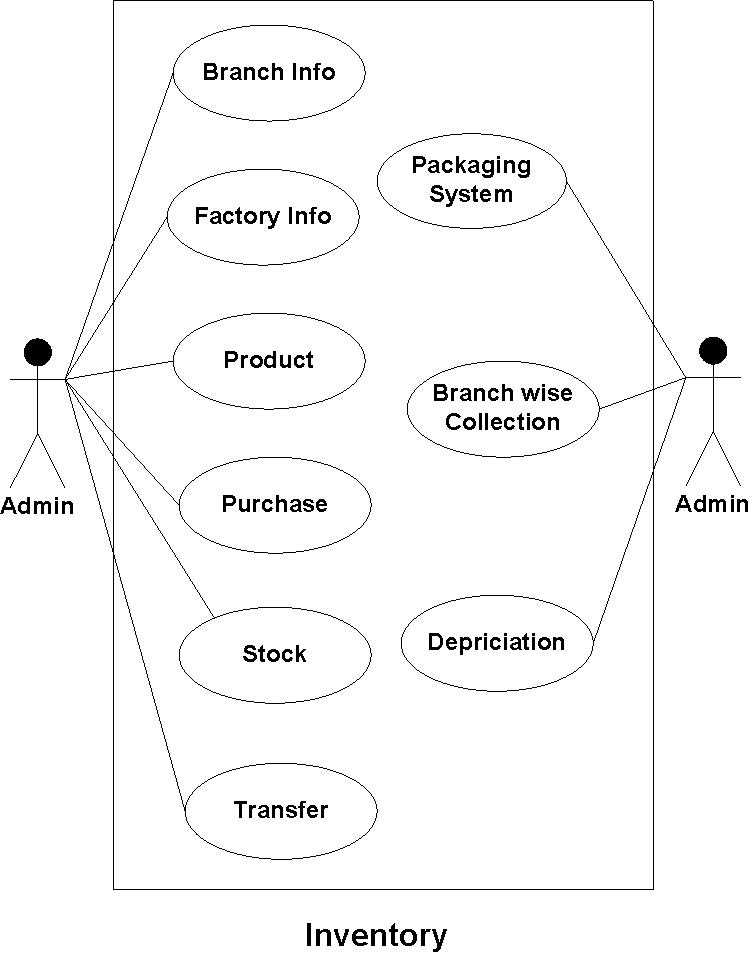 Branch Info
Packaging
System
Factory Info
Product
Branch wise
Collection
Admin
Admin
Purchase
Stock
Depriciation
Transfer
Inventory